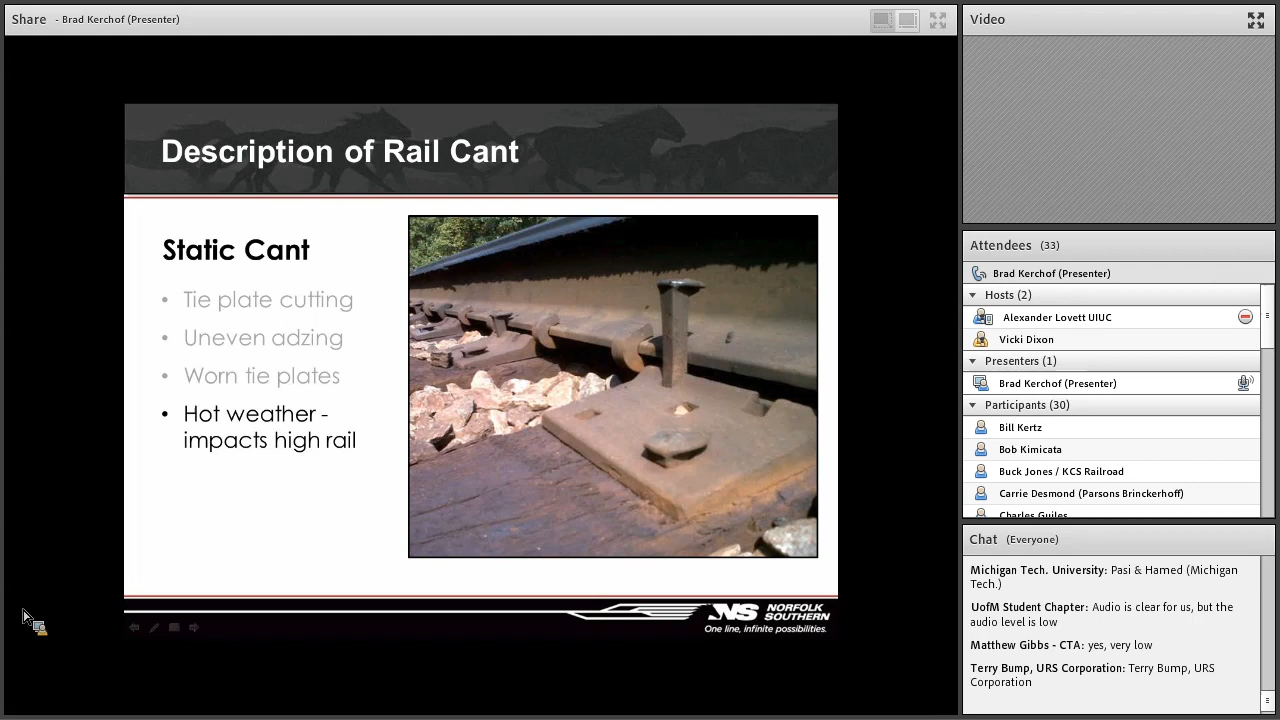 Share - Brad Kerchof (Presenter)
Description of Rail Cant
Static Cant
• Tie plate cutting
• Uneven adzing
• Worn tie plates
• Hot weather -
impacts high rail
NS NORFOLK
SOUTHERN
One line, infinite possibilities.
Video
Attendees (33)
Brad Kerchof (Presenter)
Hosts (2)
Alexander Lovett UIUC
Vicki Dixon
Presenters (1)
Brad Kerchof (Presenter)
Participants (30)
Bill Kertz
Bob Kimicata
Buck Jones / KCS Railroad
Carrie Desmond (Parsons Brinckerhoff)
Charles Guiles
Chat (Everyone)
Michigan Tech. University: Pasi & Hamed (Michigan
Tech.)
UofM Student Chapter: Audio is clear for us, but the
audio level is low
Matthew Gibbs - CTA: yes, very low
Terry Bump, URS Corporation: Terry Bump, URS
Corporation